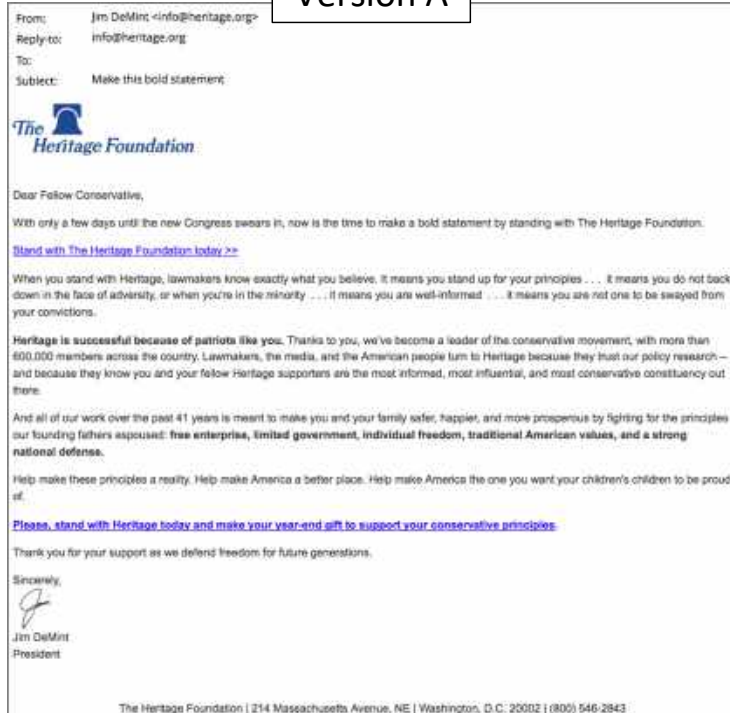 Version A
From: Jim DeMint <info@heritage.org>
Reply-to: info@heritage.org
To:
Subject: Make this bold statement
The
Heritage Foundation
Dear Fellow Conservative,
With only a few days until the new Congress swears in, now is the time to make a bold statement by standing with The Heritage Foundation.
Stand with The Heritage Foundation today >>
When you stand with Heritage, lawmakers know exactly what you believe. It means you stand up for your principles . . . it means you do not back
down in the face of adversity, or when you're in the minority . . . it means you are well-informed . . . it means you are not one to be swayed from
your convictions.
Heritage is successful because of patriots like you. Thanks to you, we've become a leader of the conservative movement, with more than
600,000 members across the country. Lawmakers, the media, and the American people turn to Heritage because they trust our policy research –
and because they know you and your fellow Heritage supporters are the most informed, most influential, and most conservative constituency out
there.
And all of our work over the past 41 years is meant to make you and your family safer, happier, and more prosperous by fighting for the principles
our founding fathers espoused: free enterprise, limited government, individual freedom, traditional American values, and a strong
national defense.
Help make these principles a reality. Help make America a better place. Help make America the one you want your children's children to be proud
of.
Please, stand with Heritage today and make your year-end gift to support your conservative principles.
Thank you for your support as we defend freedom for future generations.
Sincerely,
Jim DeMint
President
The Heritage Foundation | 214 Massachusetts Avenue, NE | Washington, D.C. 20002 | (800) 546-2843